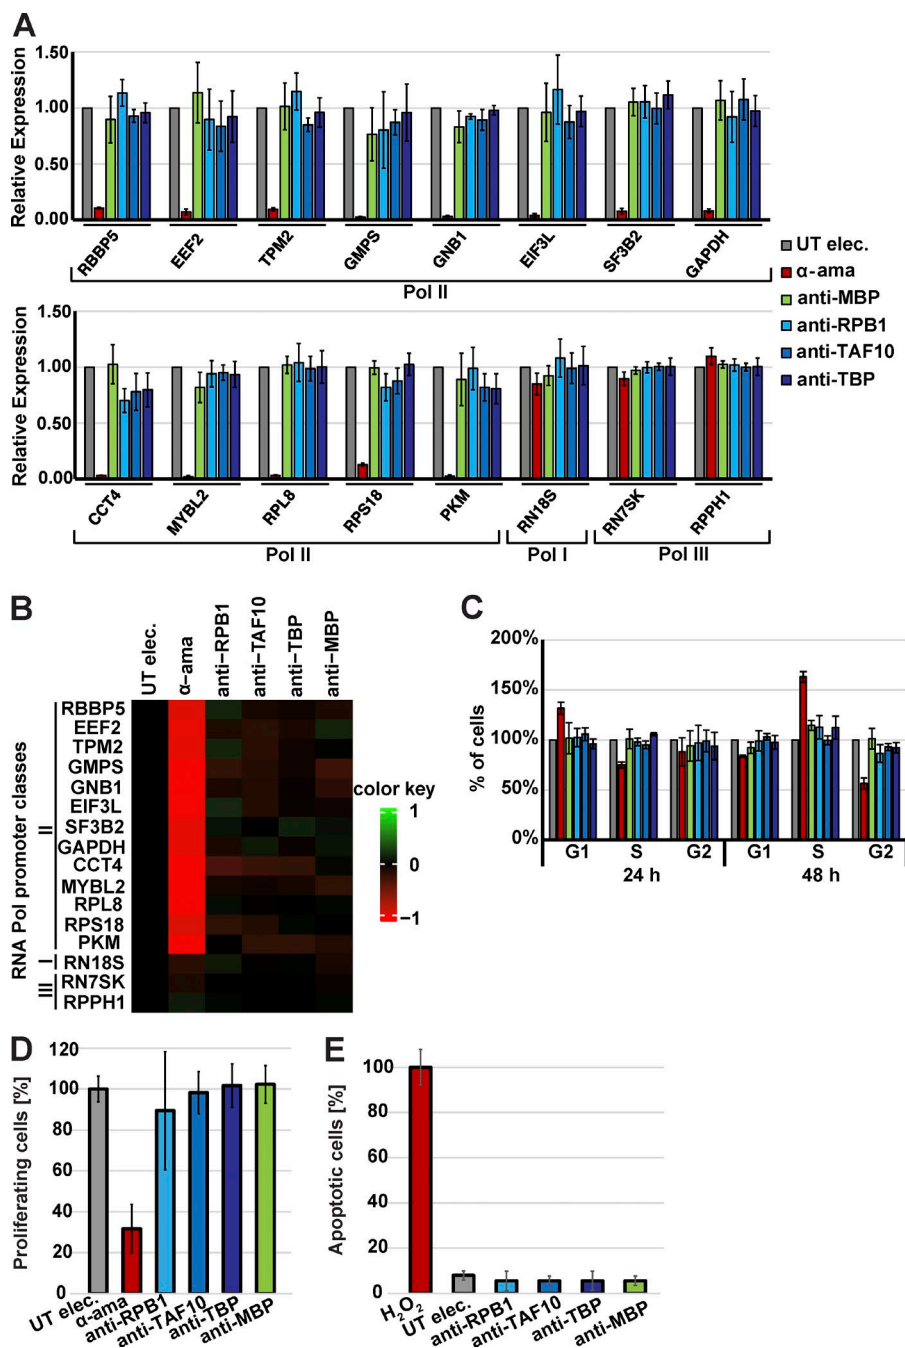 A
Relative Expression
1.50
1.00
0.50
0.00
RBBP5
EEF2
TPM2
GMPS
GNB1
EIF3L
SF3B2
GAPDH
Pol II
UT elec.
α-ama
anti-MBP
anti-RPB1
anti-TAF10
anti-TBP
Relative Expression
1.50
1.00
0.50
0.00
CCT4
MYBL2
RPL8
RPS18
PKM
RN18S
RN7SK
RPPH1
Pol II
Pol I
Pol III
B
UT elec.
α−ama
anti−RPB1
anti−TAF10
anti−TBP
anti−MBP
RNA Pol promoter classes
II
I
III
RBBP5
EEF2
TPM2
GMPS
GNB1
EIF3L
SF3B2
GAPDH
CCT4
MYBL2
RPL8
RPS18
PKM
RN18S
RN7SK
RPPH1
color key
1
0
−1
C
% of cells
200%
150%
100%
50%
0%
G1
S
G2
G1
S
G2
24 h
48 h
D
Proliferating cells [%]
120
100
80
60
40
20
0
UT elec.
α-ama
anti-RPB1
anti-TAF10
anti-TBP
anti-MBP
E
Apoptotic cells [%]
100
80
60
40
20
0
H2O2
UT elec.
anti-RPB1
anti-TAF10
anti-TBP
anti-MBP